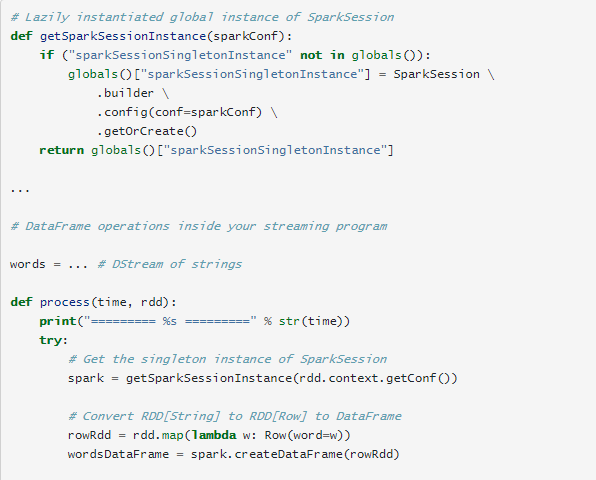 # Lazily instantiated global instance of SparkSession
def getSparkSessionInstance(sparkConf):
    if ("sparkSessionSingletonInstance" not in globals()):
        globals()["sparkSessionSingletonInstance"] = SparkSession \
            .builder \
            .config(conf=sparkConf) \
            .getOrCreate()
    return globals()["sparkSessionSingletonInstance"]
...
# DataFrame operations inside your streaming program
words = ... # DStream of strings
def process(time, rdd):
    print("========= %s =========" % str(time))
    try:
        # Get the singleton instance of SparkSession
        spark = getSparkSessionInstance(rdd.context.getConf())
        # Convert RDD[String] to RDD[Row] to DataFrame
        rowRdd = rdd.map(lambda w: Row(word=w))
        wordsDataFrame = spark.createDataFrame(rowRdd)